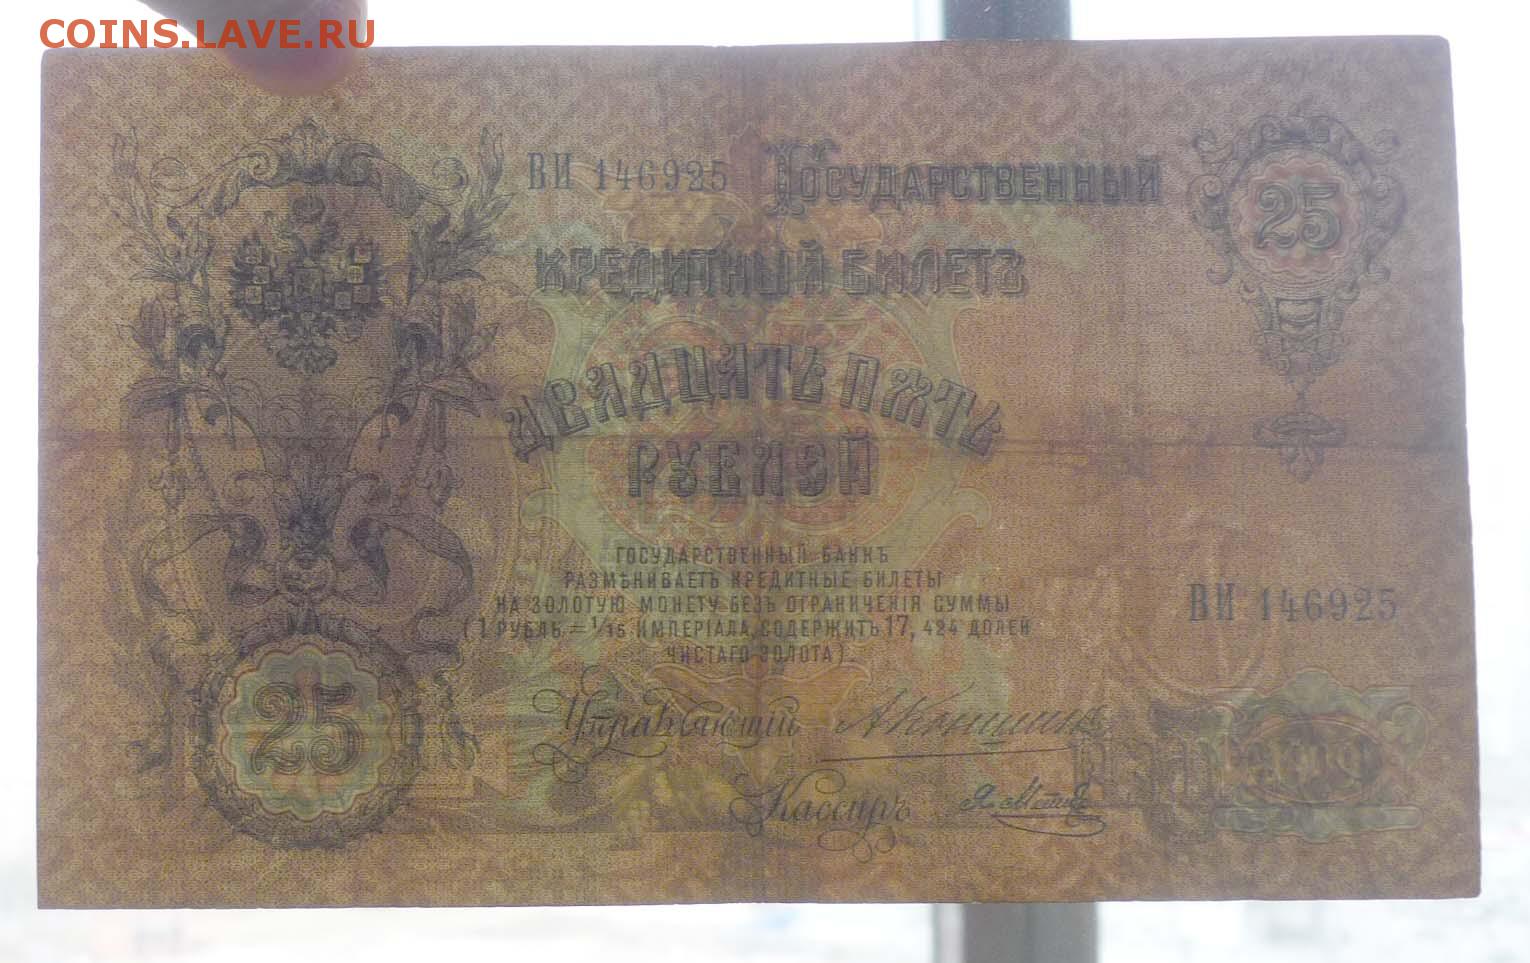 COINS.LAVE.RU
ВИ 146925 ГОСУДАРСТВЕННЫЙ
25
КРЕДИТНЫЙ БИЛЕТЪ
ДВАДЦАТЬ ПЯТЬ
РУБЛЕЙ
ГОСУДАРСТВЕННЫЙ БАНКЪ
РАЗМѢНИВАЕТЪ КРЕДИТНЫЕ БИЛЕТЫ
НА ЗОЛОТУЮ МОНЕТУ БЕЗЪ ОГРАНИЧЕНІЯ СУММЫ
(1 РУБЛЬ = 1/15 ИМПЕРІАЛА, СОДЕРЖИТЪ 17,424 ДОЛЕЙ
ЧИСТАГО ЗОЛОТА).
ВИ 146925
25
Управляющій
Кассиръ